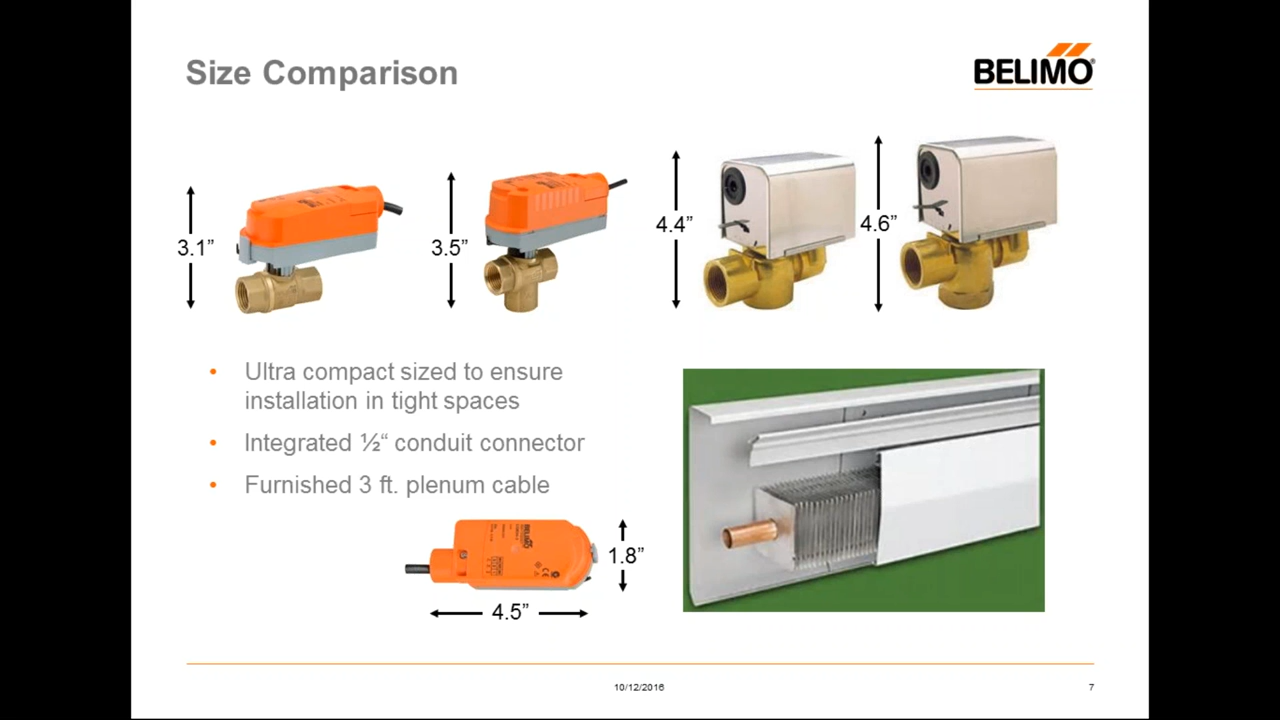 Size Comparison
BELIMO®
3.1”
3.5”
4.4”
4.6”
• Ultra compact sized to ensure
installation in tight spaces
• Integrated ½“ conduit connector
• Furnished 3 ft. plenum cable
BELIMO
1.8”
4.5”
10/12/2016
7